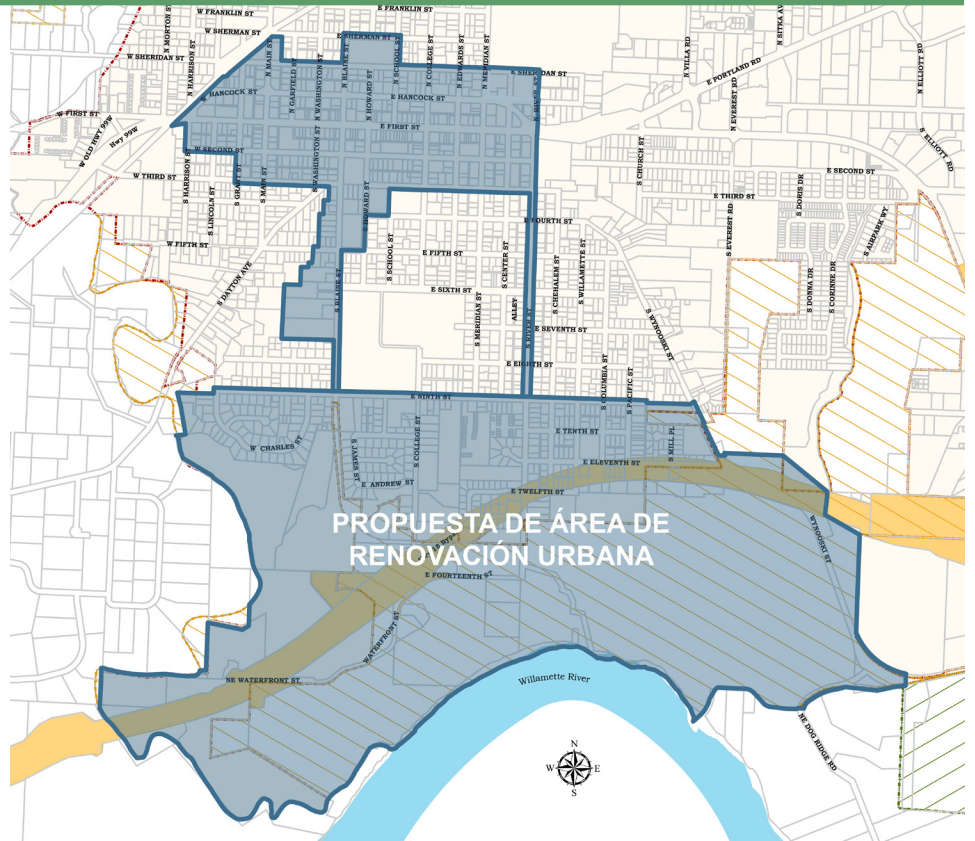 E FRANKLIN ST
W FRANKLIN ST
W SHERMAN ST
E SHERMAN ST
W SHERIDAN ST
E SHERIDAN ST
N MORTON ST
N HARRISON ST
N MAIN ST
N GARFIELD ST
N WASHINGTON ST
N BLAINE ST
N HOWARD ST
N SCHOOL ST
N COLLEGE ST
N EDWARDS ST
N MERIDIAN ST
N RIVER ST
N VILLA RD
N SITKA AV
N ELLIOTT RD
E PORTLAND RD
N EVEREST RD
W HANCOCK ST
E HANCOCK ST
W FIRST ST
E FIRST ST
W OLD HWY 99W
Hwy 99W
S ELLIOTT RD
W SECOND ST
E SECOND ST
W THIRD ST
E THIRD ST
S HARRISON ST
S LINCOLN ST
S GRANT ST
S MAIN ST
S WASHINGTON ST
S HOWARD ST
S CHURCH ST
S EVEREST RD
S DORIS DR
S AIRPARK WY
E FOURTH ST
W FIFTH ST
E FIFTH ST
S SCHOOL ST
S CENTER ST
S CHEHALEM ST
S WILLAMETTE ST
S DAYTON AVE
S BLAINE ST
E SIXTH ST
S MERIDIAN ST
ALLEY
S RIVER ST
E SEVENTH ST
S WYNOOSKI ST
S DONNA DR
S CORINNE DR
E EIGHTH ST
S COLUMBIA ST
S PACIFIC ST
E NINTH ST
W CHARLES ST
S JAMES ST
S COLLEGE ST
E TENTH ST
S MILL PL
E ELEVENTH ST
E ANDREW ST
E TWELFTH ST
PROPUESTA DE ÁREA DE
RENOVACIÓN URBANA
WYNOOSKI ST
E FOURTEENTH ST
WATERFRONT ST
NE WATERFRONT ST
Willamette River
NE DOG RIDGE RD
N
W
E
S